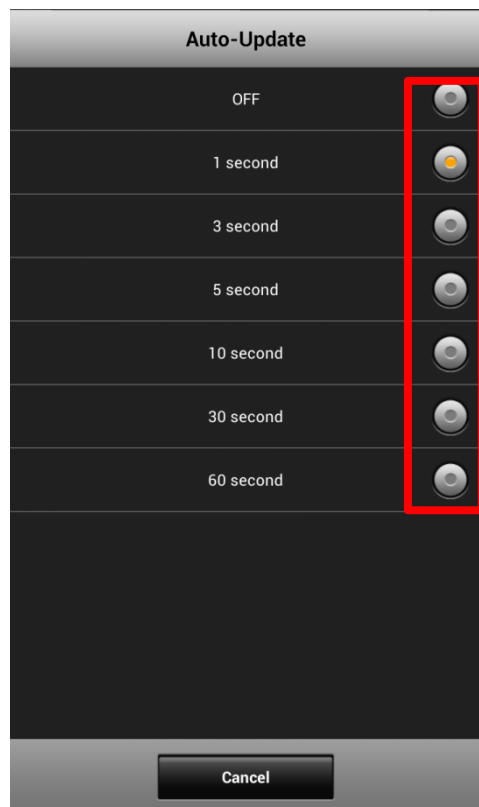 Auto-Update
OFF
1 second
3 second
5 second
10 second
30 second
60 second
Cancel